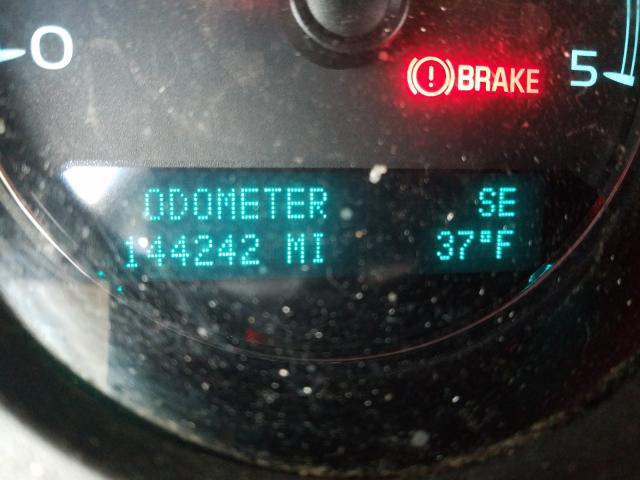 0
BRAKE 5
ODOMETER SE
144242 MI 37°F